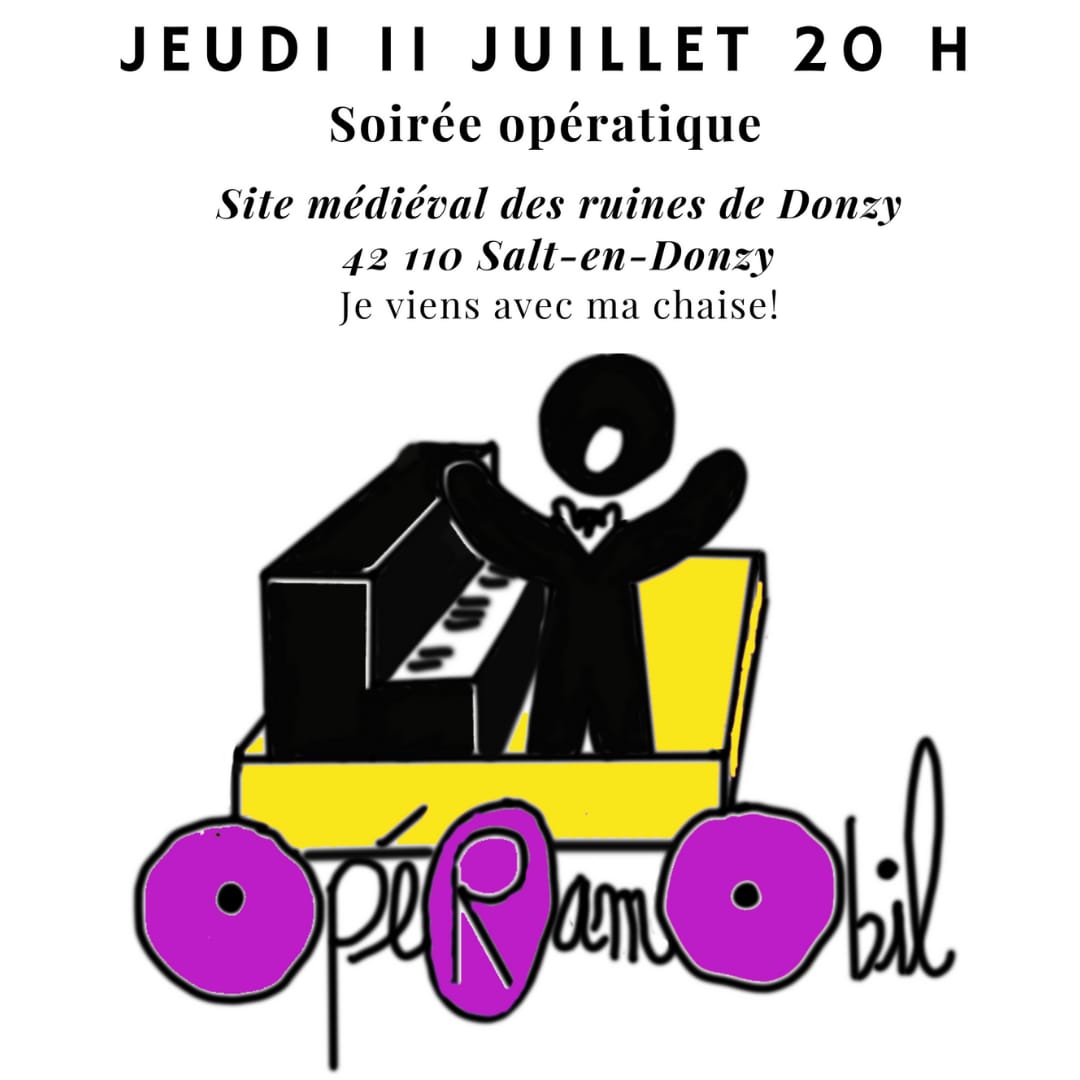 JEUDI 11 JUILLET 20 H
Soirée opératique
Site médiéval des ruines de Donzy
42 110 Salt-en-Donzy
Je viens avec ma chaise!
OpéRamObil